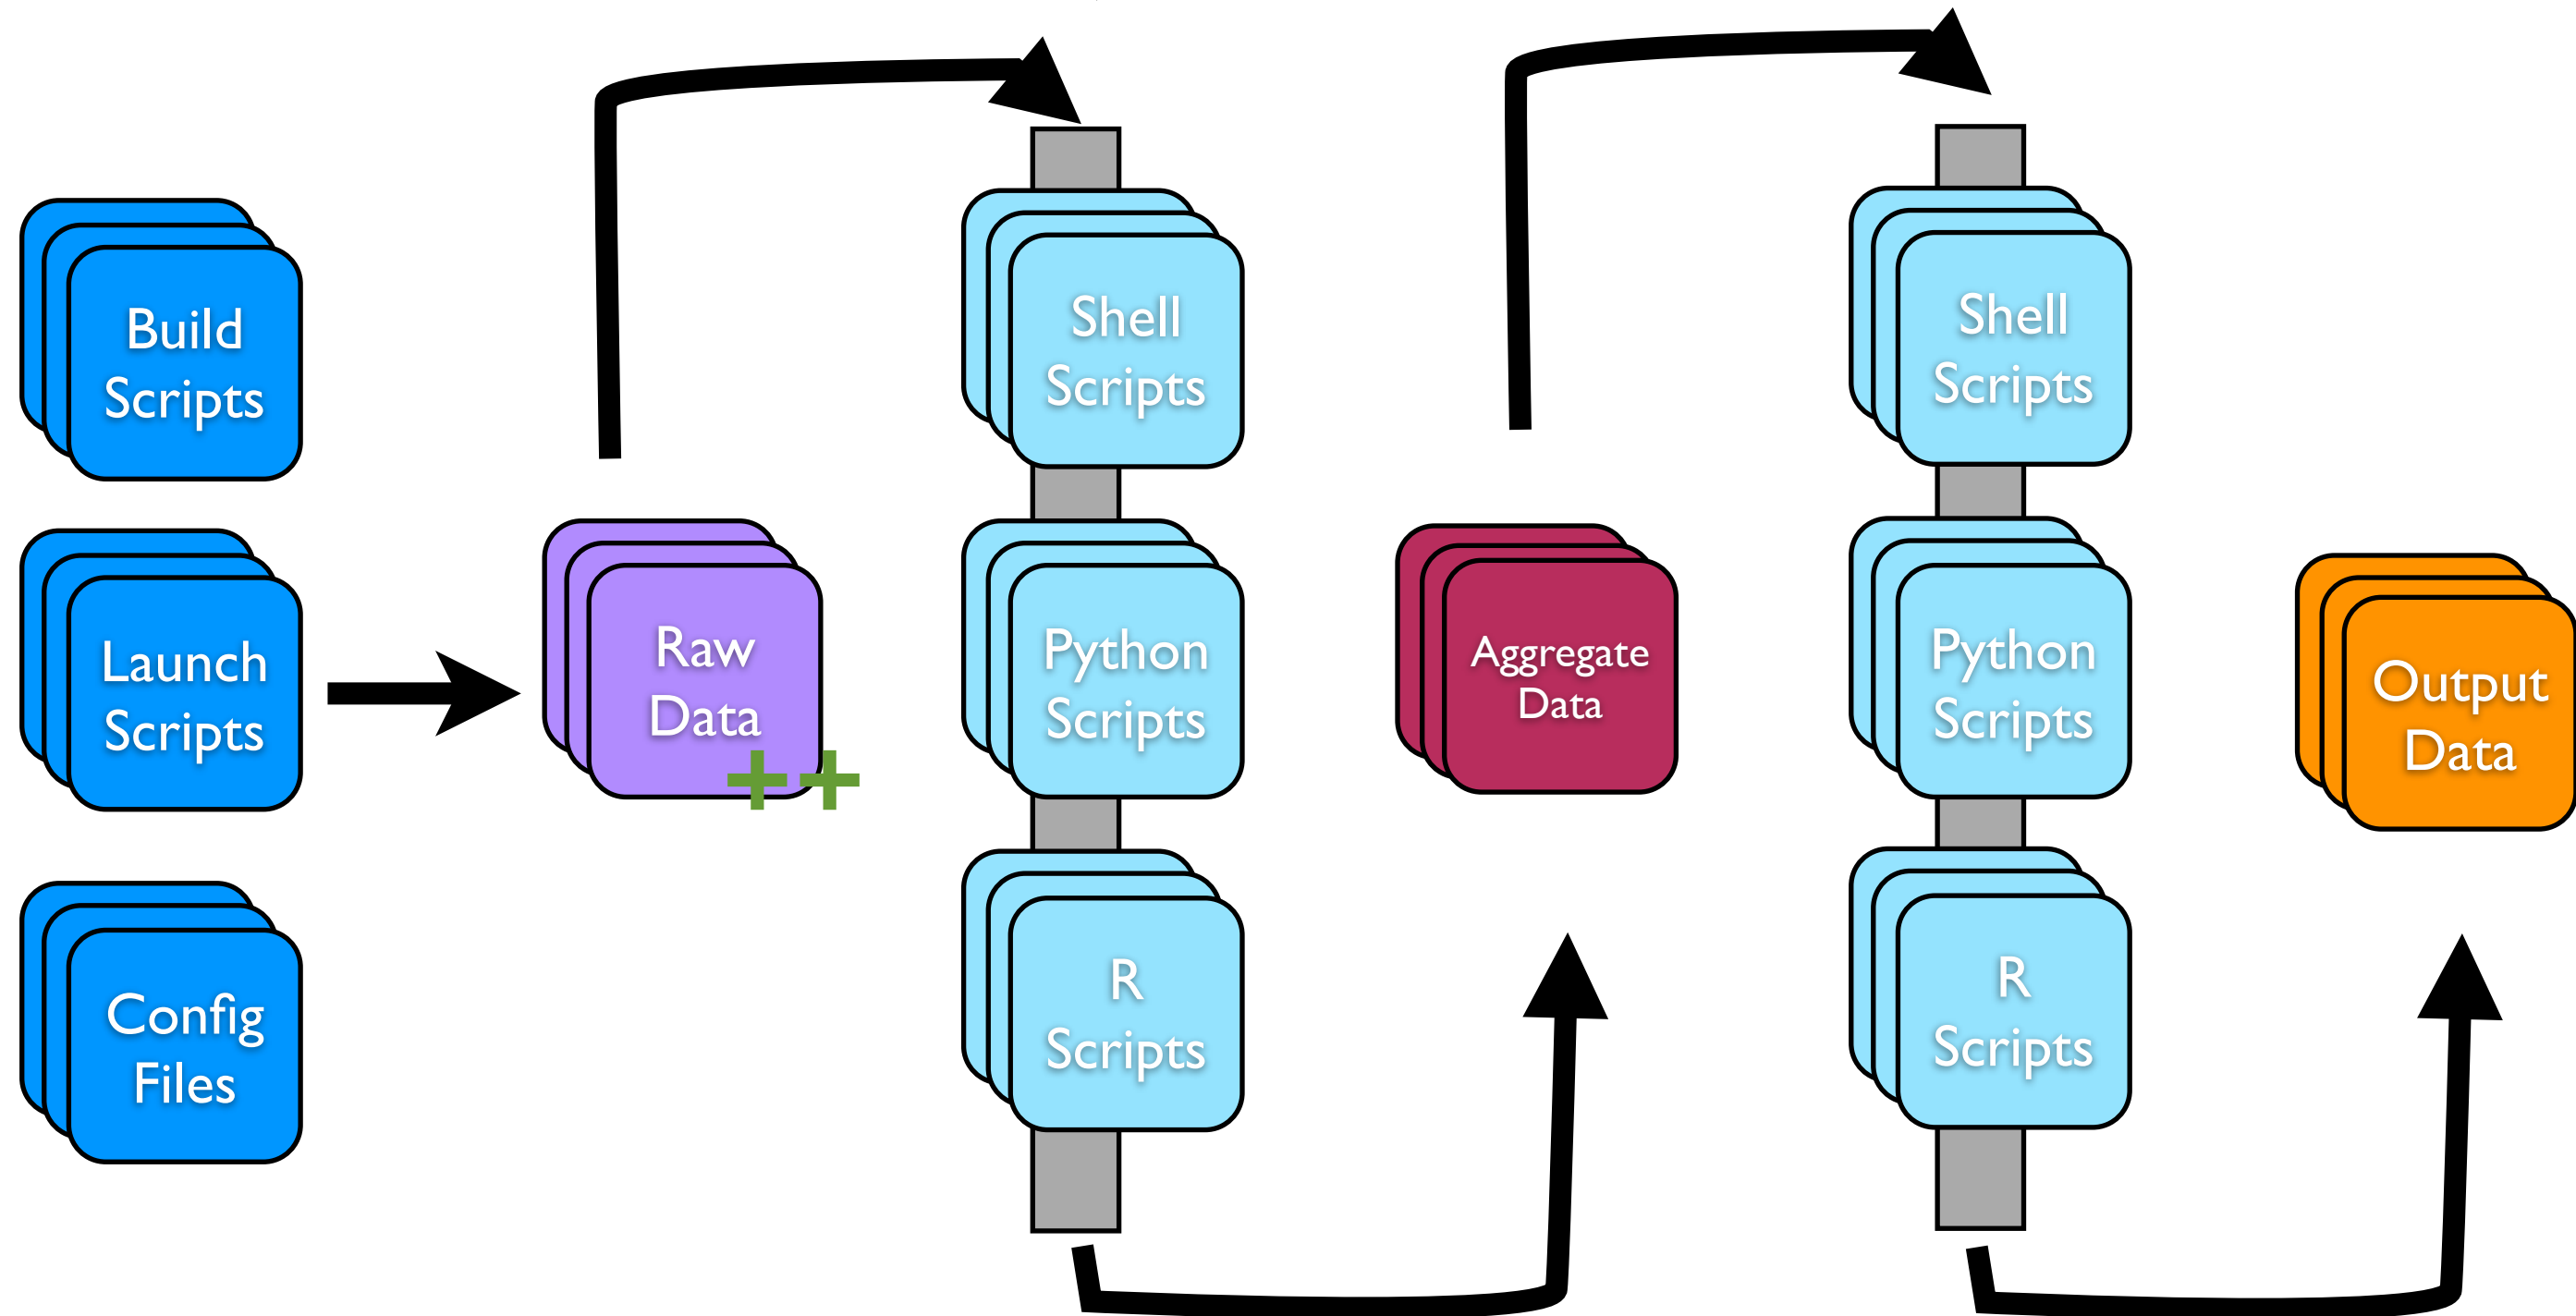 Build
Scripts
Launch
Scripts
Config
Files
Raw
Data
++
Shell
Scripts
Python
Scripts
R
Scripts
Aggregate
Data
Shell
Scripts
Python
Scripts
R
Scripts
Output
Data